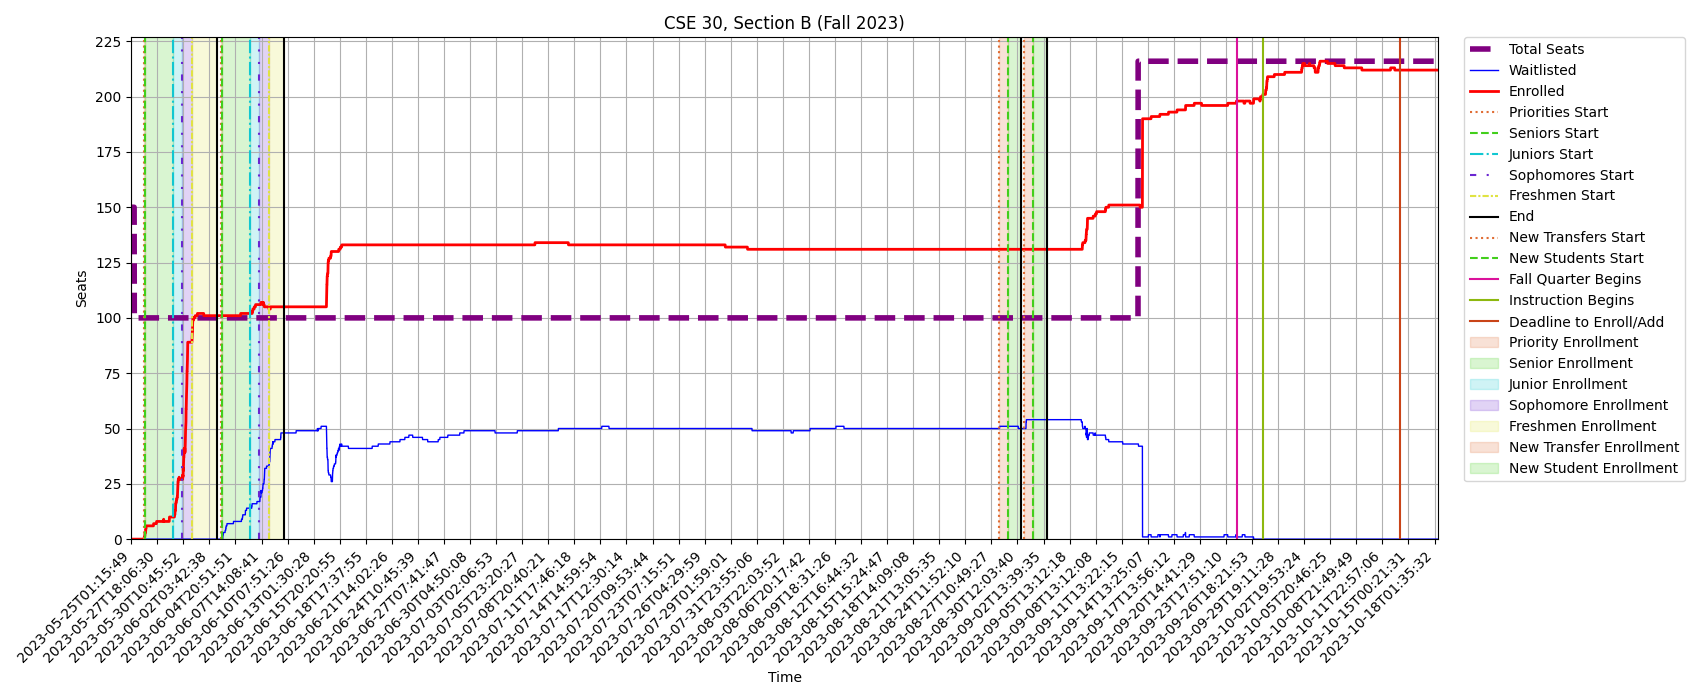 CSE 30, Section B (Fall 2023)
Seats
225
200
175
150
125
100
75
50
25
0
2023-05-25T01:15:49
2023-05-27T18:06:30
2023-05-30T10:45:52
2023-06-02T03:42:38
2023-06-04T20:51:51
2023-06-07T14:08:41
2023-06-10T07:51:26
2023-06-13T01:30:28
2023-06-15T20:20:55
2023-06-18T17:37:55
2023-06-21T14:02:26
2023-06-24T10:45:39
2023-06-27T07:41:47
2023-06-30T04:50:08
2023-07-03T02:06:53
2023-07-05T23:20:27
2023-07-08T20:40:21
2023-07-11T17:46:18
2023-07-14T14:59:54
2023-07-17T12:30:14
2023-07-20T09:53:44
2023-07-23T07:15:51
2023-07-26T04:29:59
2023-07-29T01:59:01
2023-07-31T23:55:06
2023-08-03T22:03:52
2023-08-06T20:17:42
2023-08-09T18:31:26
2023-08-12T16:44:32
2023-08-15T15:24:47
2023-08-18T14:09:08
2023-08-21T13:05:35
2023-08-24T11:52:10
2023-08-27T10:49:27
2023-08-30T12:03:40
2023-09-02T13:39:35
2023-09-05T13:12:18
2023-09-08T13:12:08
2023-09-11T13:22:15
2023-09-14T13:25:07
2023-09-17T13:56:12
2023-09-20T14:41:29
2023-09-23T17:51:10
2023-09-26T18:21:53
2023-09-29T19:11:28
2023-10-02T19:53:24
2023-10-05T20:46:25
2023-10-08T21:49:49
2023-10-11T22:57:06
2023-10-15T00:21:31
2023-10-18T01:35:32
Time
Total Seats
Waitlisted
Enrolled
Priorities Start
Seniors Start
Juniors Start
Sophomores Start
Freshmen Start
End
New Transfers Start
New Students Start
Fall Quarter Begins
Instruction Begins
Deadline to Enroll/Add
Priority Enrollment
Senior Enrollment
Junior Enrollment
Sophomore Enrollment
Freshmen Enrollment
New Transfer Enrollment
New Student Enrollment